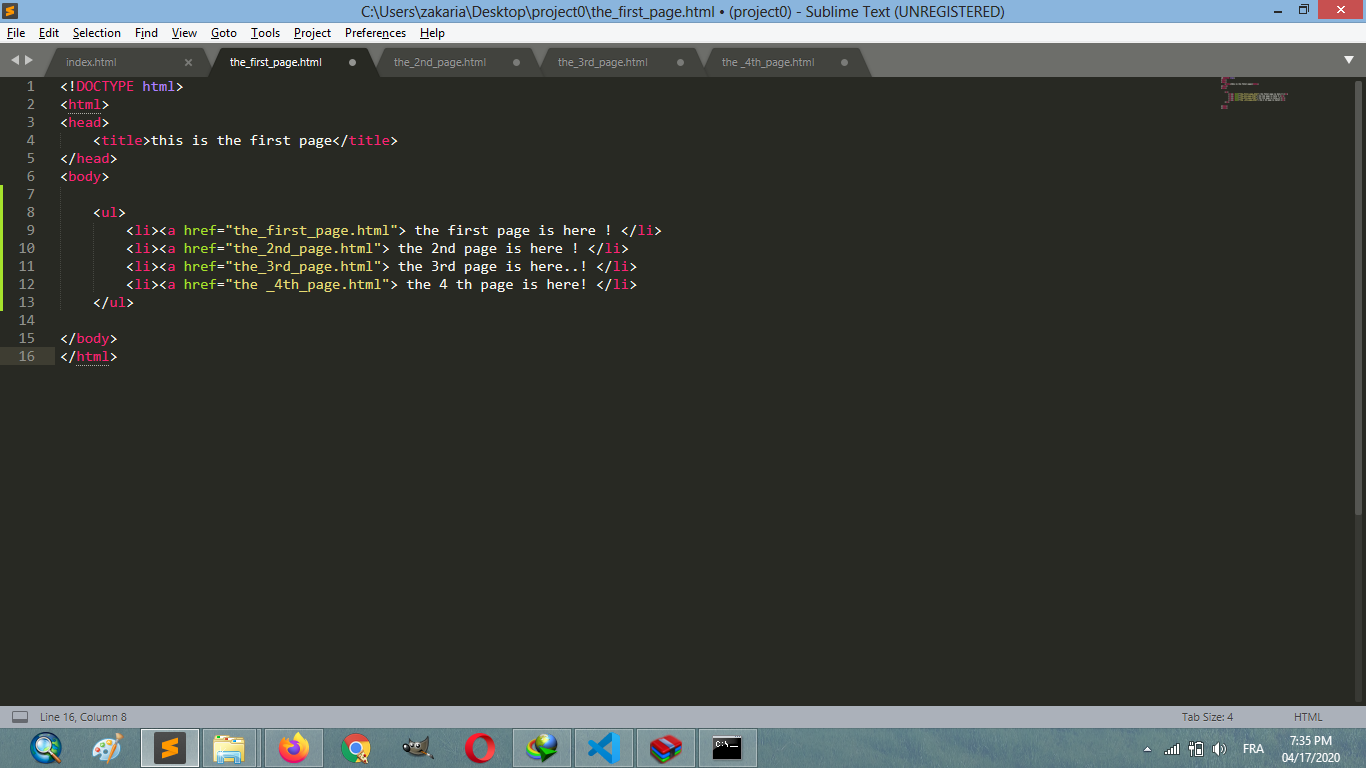 C:\Users\zakaria\Desktop\project0\the_first_page.html • (project0) - Sublime Text (UNREGISTERED)
File Edit Selection Find View Goto Tools Project Preferences Help
index.html the_first_page.html the_2nd_page.html the_3rd_page.html the _4th_page.html
1 <!DOCTYPE html>
2 <html>
3 <head>
4     <title>this is the first page</title>
5 </head>
6 <body>
7
8     <ul>
9         <li><a href="the_first_page.html"> the first page is here ! </li>
10         <li><a href="the_2nd_page.html"> the 2nd page is here ! </li>
11         <li><a href="the_3rd_page.html"> the 3rd page is here..! </li>
12         <li><a href="the _4th_page.html"> the 4 th page is here! </li>
13     </ul>
14
15 </body>
16 </html>
Line 16, Column 8 Tab Size: 4 HTML
C:\_
FRA
7:35 PM
04/17/2020